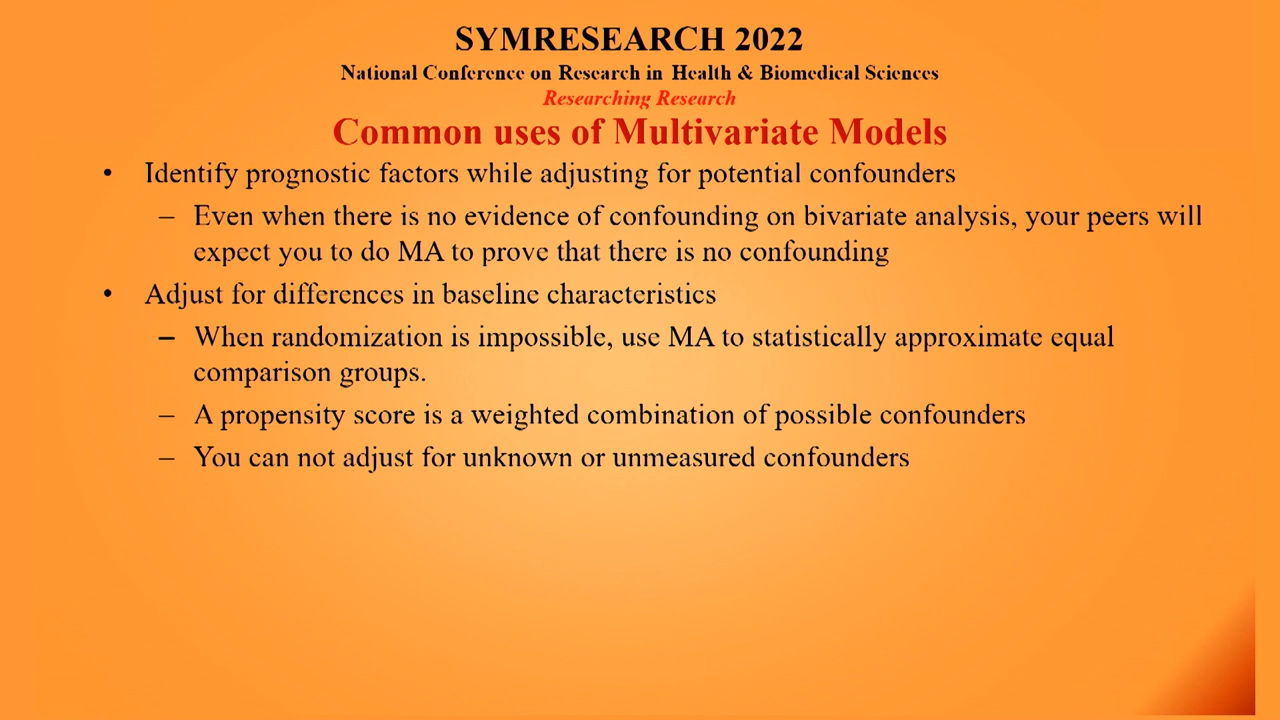 SYMRESEARCH 2022
National Conference on Research in Health & Biomedical Sciences
Researching Research
Common uses of Multivariate Models
• Identify prognostic factors while adjusting for potential confounders
– Even when there is no evidence of confounding on bivariate analysis, your peers will
expect you to do MA to prove that there is no confounding
• Adjust for differences in baseline characteristics
– When randomization is impossible, use MA to statistically approximate equal
comparison groups.
– A propensity score is a weighted combination of possible confounders
– You can not adjust for unknown or unmeasured confounders